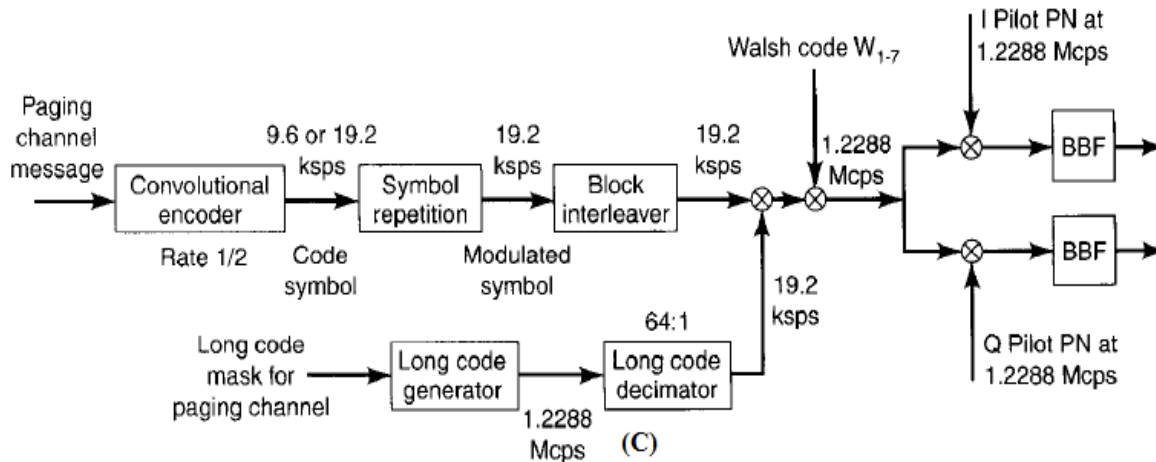 I Pilot PN at
1.2288 Mcps
Walsh code W1-7
Paging
channel
message
9.6 or 19.2
ksps
19.2
ksps
19.2
ksps
1.2288
Mcps
Convolutional
encoder
Symbol
repetition
Block
interleaver
BBF
BBF
Rate 1/2
Code
symbol
Modulated
symbol
19.2
ksps
64:1
Long code
mask for
paging channel
Long code
generator
Long code
decimator
1.2288
Mcps
Q Pilot PN at
1.2288 Mcps
(C)